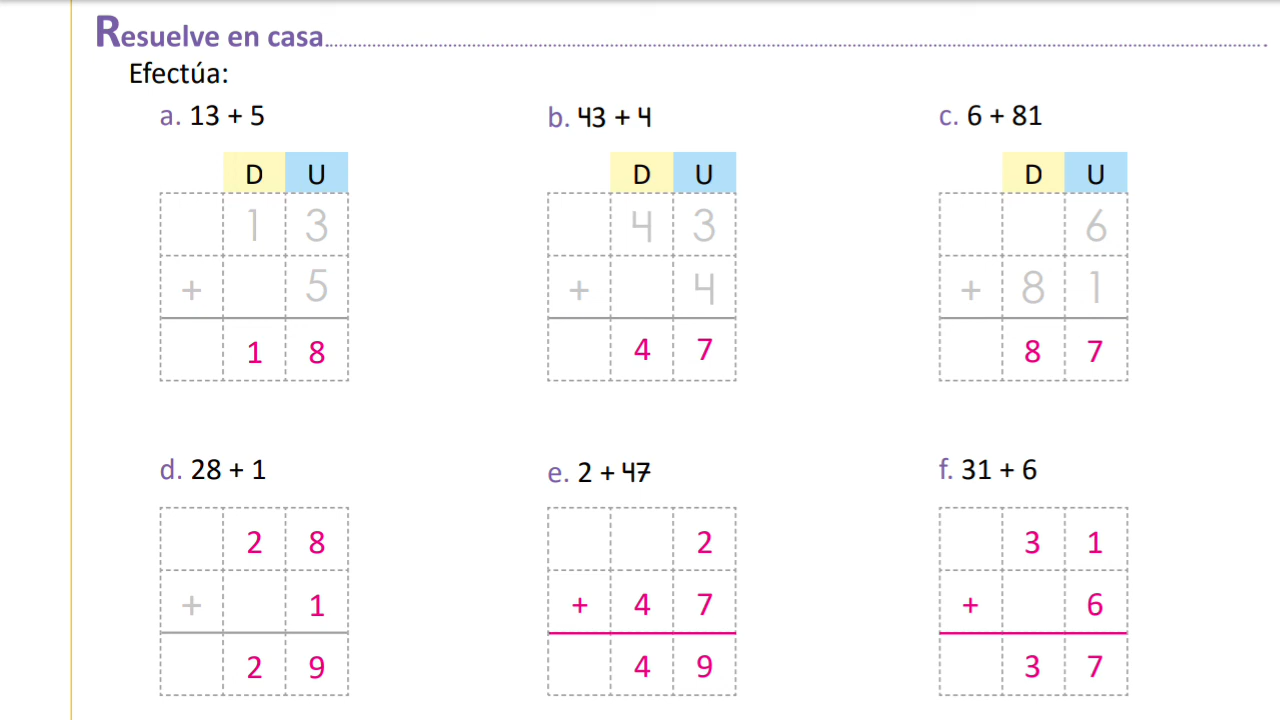 Resuelve en casa
Efectúa:
a. 13 + 5
b. 43 + 4
c. 6 + 81
D U
D U
D U
1 3
4 3
6
+ 5
+ 4
+ 8 1
1 8
4 7
8 7
d. 28 + 1
e. 2 + 47
f. 31 + 6
2 8
2
3 1
+ 1
+ 4 7
+ 6
2 9
4 9
3 7